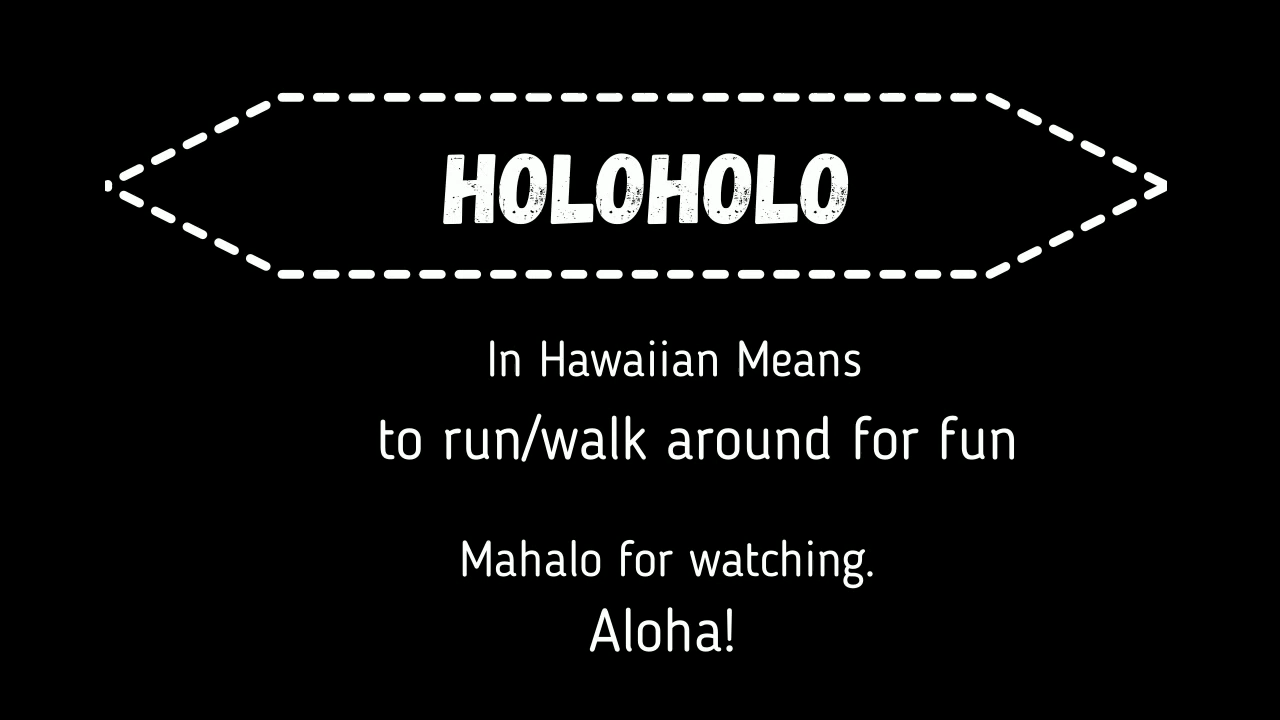 HOLOHOLO
In Hawaiian Means
to run/walk around for fun
Mahalo for watching.
Aloha!